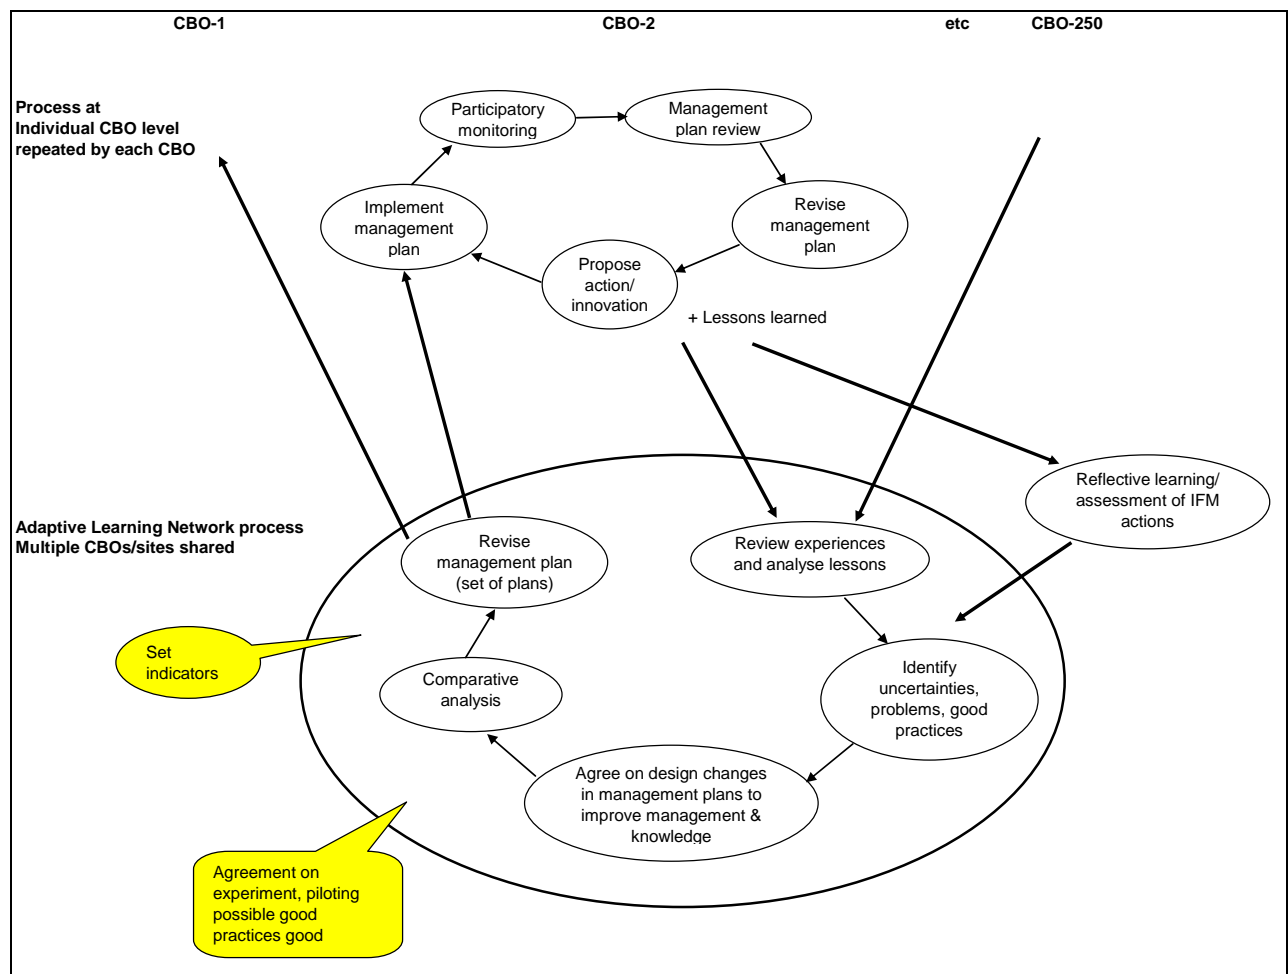 CBO-1 CBO-2 etc CBO-250
Process at
Individual CBO level
repeated by each CBO
Participatory
monitoring
Management
plan review
Implement
management
plan
Revise
management
plan
Propose
action/
innovation
+ Lessons learned
Reflective learning/
assessment of IFM
actions
Adaptive Learning Network process
Multiple CBOs/sites shared
Revise
management plan
(set of plans)
Review experiences
and analyse lessons
Set
indicators
Comparative
analysis
Identify
uncertainties,
problems, good
practices
Agree on design changes
in management plans to
improve management &
knowledge
Agreement on
experiment, piloting
possible good
practices good